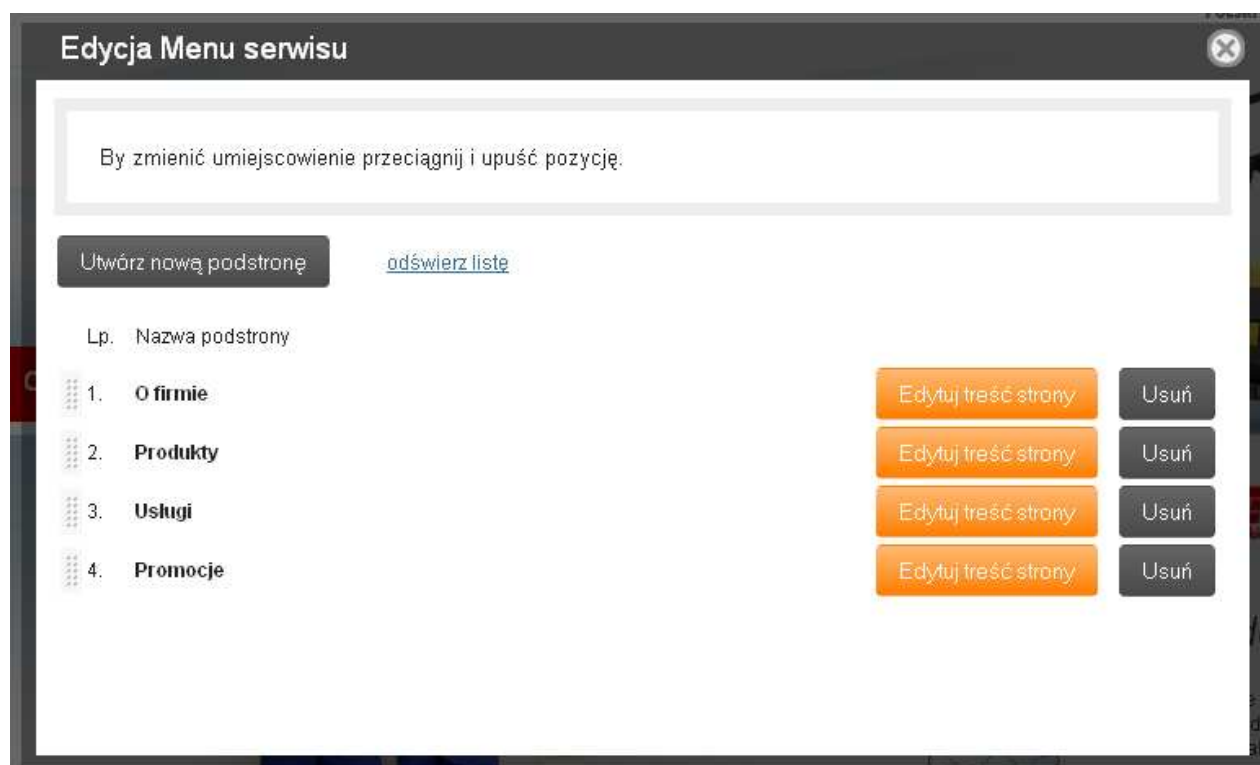 Edycja Menu serwisu
By zmienić umiejscowienie przeciągnij i upuść pozycję.
Utwórz nową podstronę odświerz listę
Lp. Nazwa podstrony
1. O firmie Edytuj treść strony Usuń
2. Produkty Edytuj treść strony Usuń
3. Usługi Edytuj treść strony Usuń
4. Promocje Edytuj treść strony Usuń